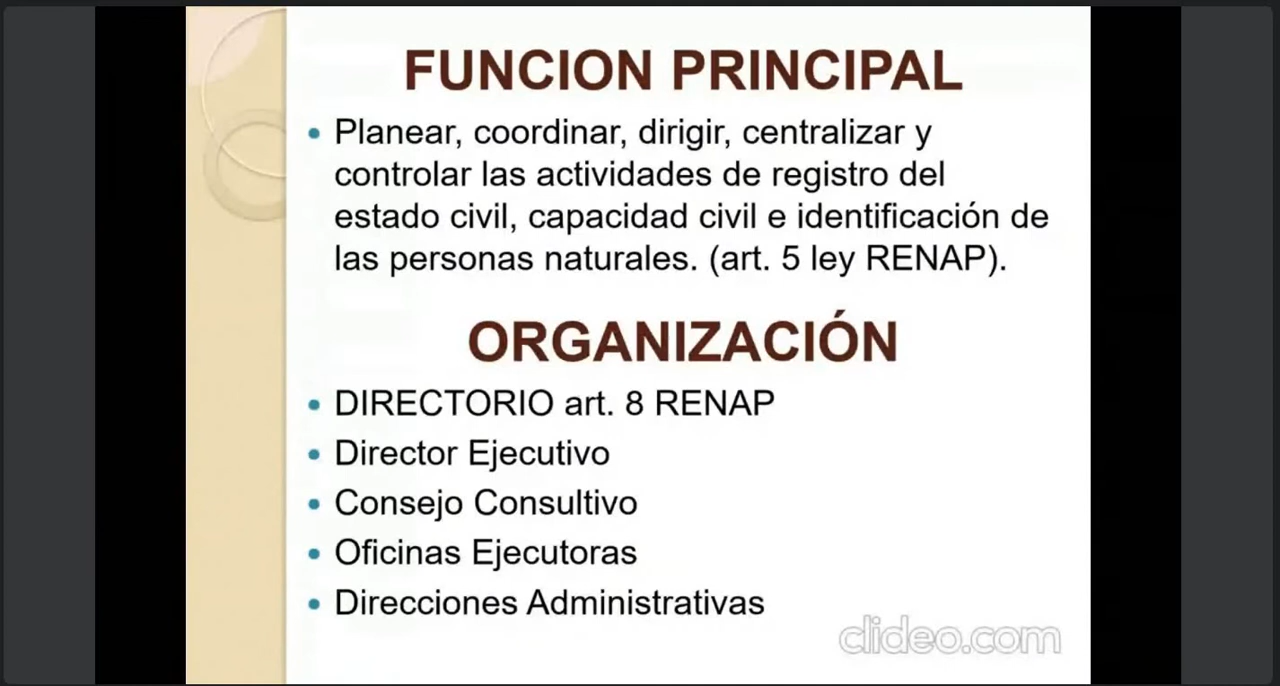 FUNCION PRINCIPAL
• Planear, coordinar, dirigir, centralizar y
controlar las actividades de registro del
estado civil, capacidad civil e identificación de
las personas naturales. (art. 5 ley RENAP).
ORGANIZACIÓN
• DIRECTORIO art. 8 RENAP
• Director Ejecutivo
• Consejo Consultivo
• Oficinas Ejecutoras
• Direcciones Administrativas
clideo.com